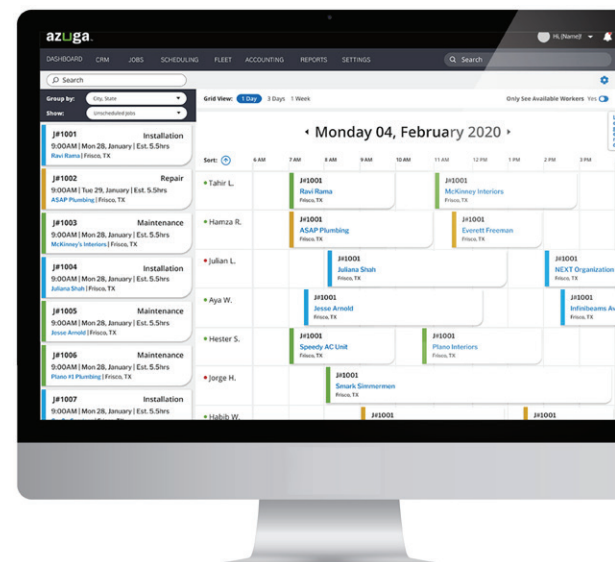 azuga.
Hi, (Name)!
DASHBOARD CRM JOBS SCHEDULING FLEET ACCOUNTING REPORTS SETTINGS Search
Search
Group by: City, State
Show: Unscheduled jobs
Grid View: 1 Day 3 Days 1 Week Only See Available Workers Yes
Monday 04, February 2020
Sort: 6 AM 7 AM 8 AM 9 AM 10 AM 11 AM 12 PM 1 PM 2 PM 3 PM
J#1001 Installation
9:00AM | Mon 28, January | Est. 5.5hrs
Ravi Rama | Frisco, TX
J#1002 Repair
9:00AM | Tue 29, January | Est. 5.5hrs
ASAP Plumbing | Frisco, TX
J#1003 Maintenance
9:00AM | Mon 28, January | Est. 5.5hrs
McKinney's Interiors | Frisco, TX
J#1004 Installation
9:00AM | Mon 28, January | Est. 5.5hrs
Juliana Shah | Frisco, TX
J#1005 Maintenance
9:00AM | Mon 28, January | Est. 5.5hrs
Jesse Arnold | Frisco, TX
J#1006 Maintenance
9:00AM | Mon 28, January | Est. 5.5hrs
Plano #1 Plumbing | Frisco, TX
J#1007 Installation
9:00AM | Mon 28, January | Est. 5.5hrs
Tahir L.
J#1001 J#1001
Ravi Rama McKinney Interiors
Frisco, TX Frisco, TX
Hamza R.
J#1001 J#1001
ASAP Plumbing Everett Freeman
Frisco, TX Frisco, TX
Julian L.
J#1001 J#1001
Juliana Shah NEXT Organization
Frisco, TX Frisco, TX
Aya W.
J#1001 J#1001
Jesse Arnold Infinibeams Av
Frisco, TX Frisco, TX
Hester S.
J#1001 J#1001
Speedy AC Unit Plano Interiors
Frisco, TX Frisco, TX
Jorge H.
J#1001
Smark Simmermen
Frisco, TX
Habib W.
J#1001 J#1001